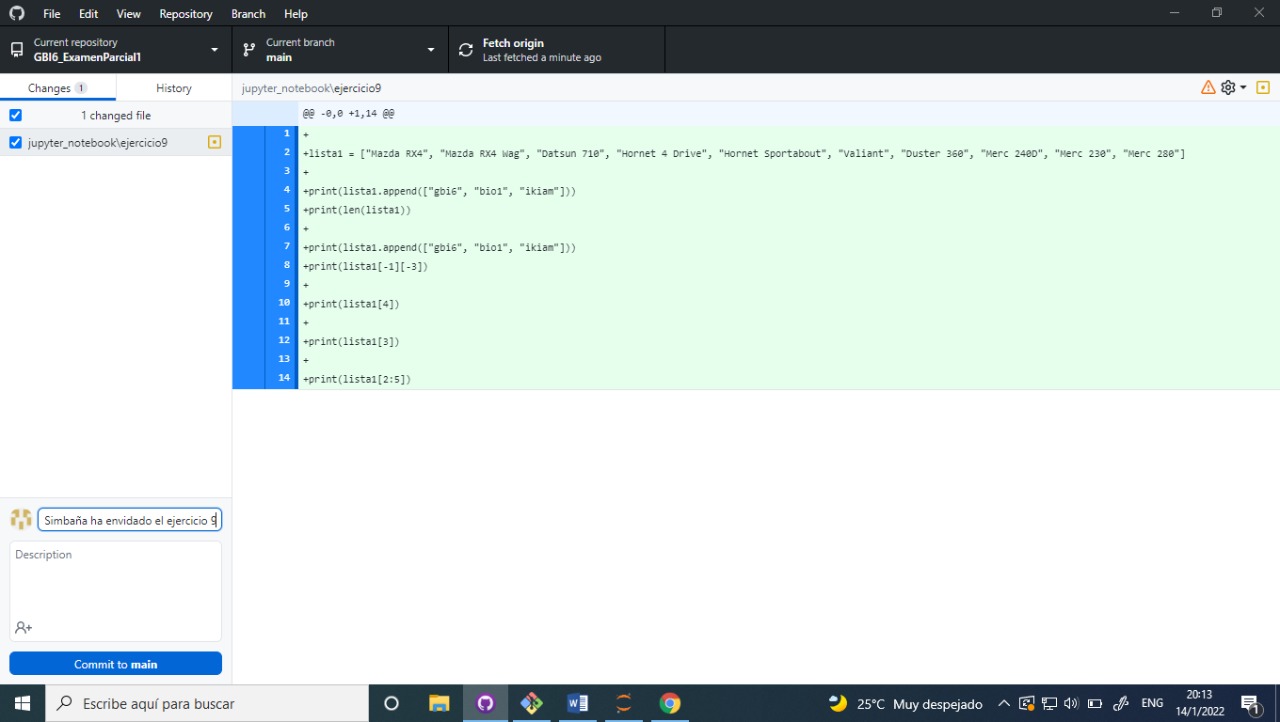 File Edit View Repository Branch Help
Current repository
GBI6_ExamenParcial1
Current branch
main
Fetch origin
Last fetched a minute ago
Changes 1 History
jupyter_notebook\ejercicio9
1 changed file
jupyter_notebook\ejercicio9
@@ -0,0 +1,14 @@
1 +
2 +lista1 = ["Mazda RX4", "Mazda RX4 Wag", "Datsun 710", "Hornet 4 Drive", "Hornet Sportabout", "Valiant", "Duster 360", "Merc 240D", "Merc 230", "Merc 280"]
3 +
4 +print(lista1.append(["gbi6", "bio1", "ikiam"]))
5 +print(len(lista1))
6 +
7 +print(lista1.append(["gbi6", "bio1", "ikiam"]))
8 +print(lista1[-1][-3])
9 +
10 +print(lista1[4])
11 +
12 +print(lista1[3])
13 +
14 +print(lista1[2:5])
Simbaña ha envidado el ejercicio 9
Description
Commit to main
Escribe aquí para buscar
25°C Muy despejado
ENG
20:13
14/1/2022
1